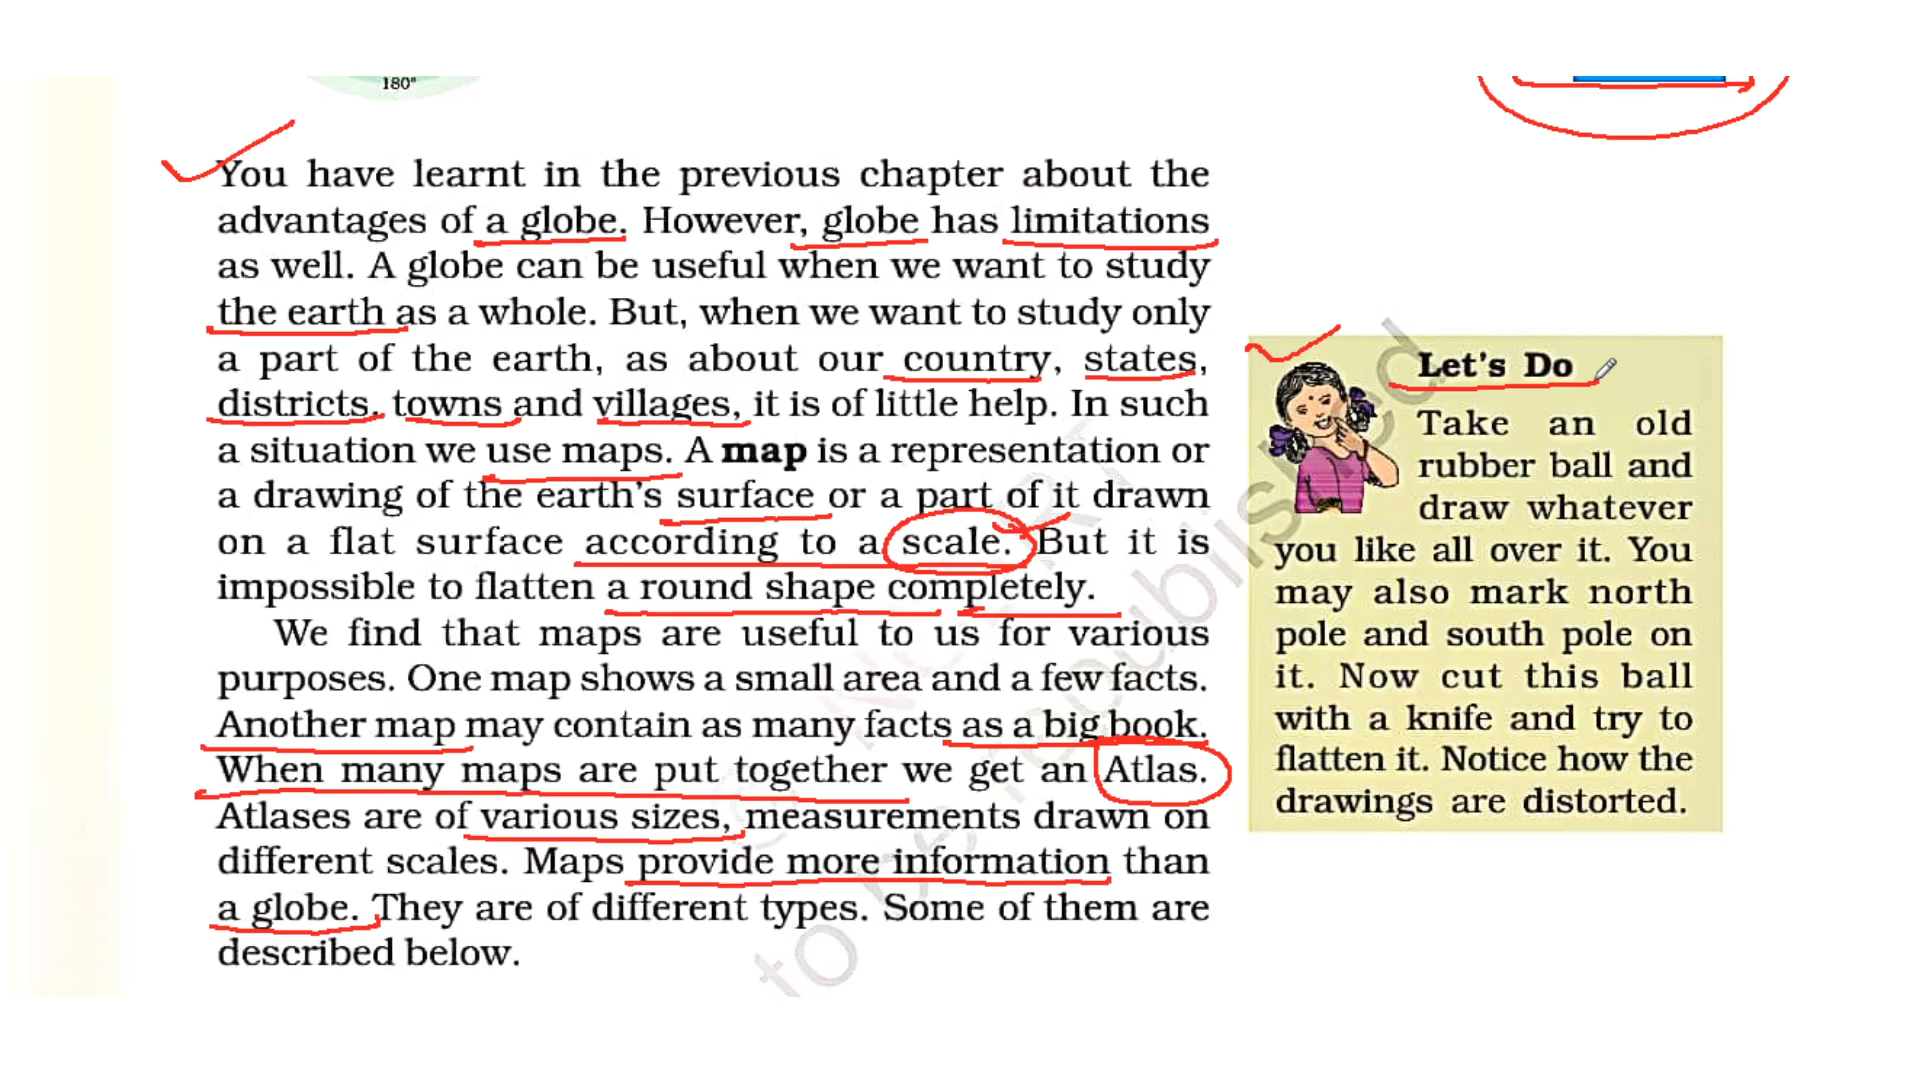 180°
You have learnt in the previous chapter about the
advantages of a globe. However, globe has limitations
as well. A globe can be useful when we want to study
the earth as a whole. But, when we want to study only
a part of the earth, as about our country, states,
districts, towns and villages, it is of little help. In such
a situation we use maps. A map is a representation or
a drawing of the earth's surface or a part of it drawn
on a flat surface according to a scale. But it is
impossible to flatten a round shape completely.
We find that maps are useful to us for various
purposes. One map shows a small area and a few facts.
Another map may contain as many facts as a big book.
When many maps are put together we get an Atlas.
Atlases are of various sizes, measurements drawn on
different scales. Maps provide more information than
a globe. They are of different types. Some of them are
described below.
Let's Do
Take an old
rubber ball and
draw whatever
you like all over it. You
may also mark north
pole and south pole on
it. Now cut this ball
with a knife and try to
flatten it. Notice how the
drawings are distorted.